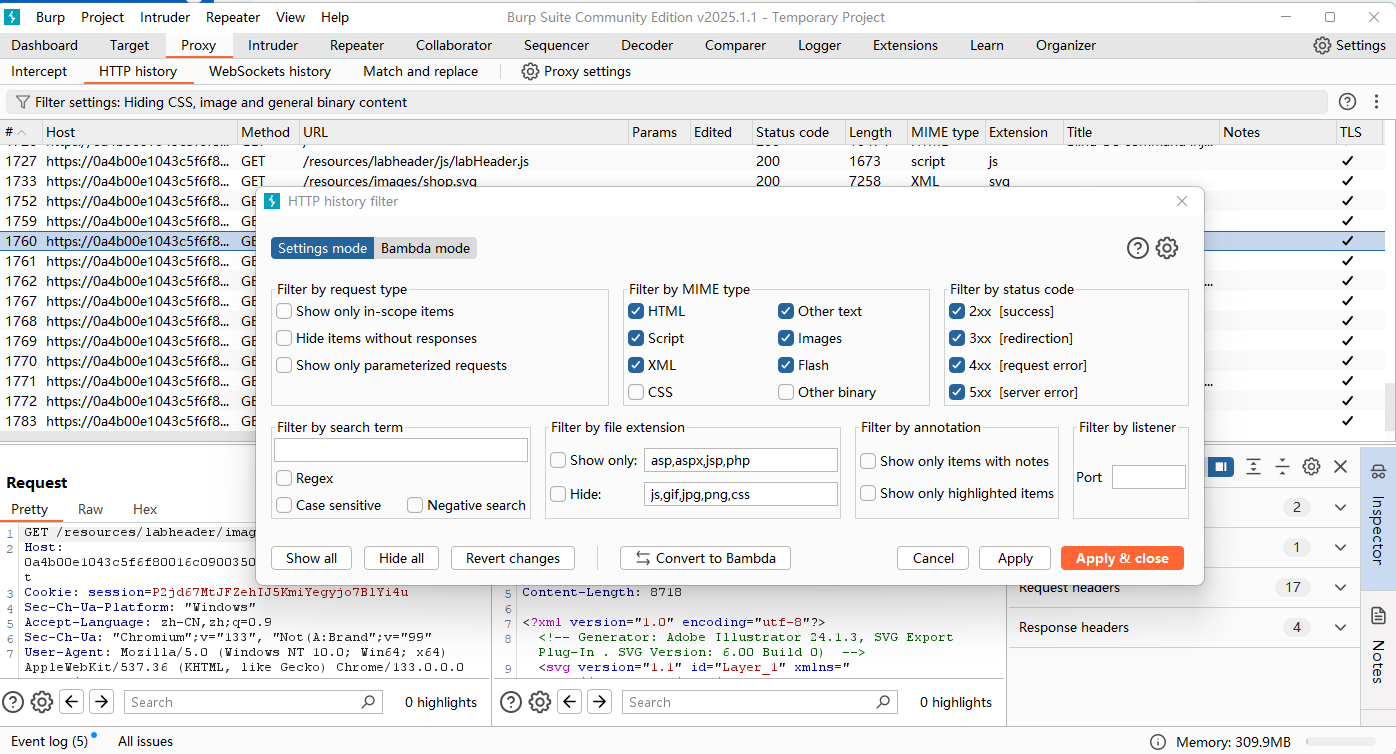 Burp Project Intruder Repeater View Help Burp Suite Community Edition v2025.1.1 - Temporary Project
Dashboard Target Proxy Intruder Repeater Collaborator Sequencer Decoder Comparer Logger Extensions Learn Organizer Settings
Intercept HTTP history WebSockets history Match and replace Proxy settings
Filter settings: Hiding CSS, image and general binary content
# Host Method URL Params Edited Status code Length MIME type Extension Title Notes TLS
1727 https://0a4b00e1043c5f6f8... GET /resources/labheader/js/labHeader.js 200 1673 script js
1733 https://0a4b00e1043c5f6f8... GET /resources/images/shop.svg 200 7258 XML svg
1752 https://0a4b00e1043c5f6f8... GE
1759 https://0a4b00e1043c5f6f8... GE
1760 https://0a4b00e1043c5f6f8... GE
1761 https://0a4b00e1043c5f6f8... GE
1762 https://0a4b00e1043c5f6f8... GE ...
1767 https://0a4b00e1043c5f6f8... GE
1768 https://0a4b00e1043c5f6f8... GE
1769 https://0a4b00e1043c5f6f8... GE
1770 https://0a4b00e1043c5f6f8... GE
1771 https://0a4b00e1043c5f6f8... GE ...
1772 https://0a4b00e1043c5f6f8... GE
1783 https://0a4b00e1043c5f6f8... GE
HTTP history filter
Settings mode Bambda mode
Filter by request type
Show only in-scope items
Hide items without responses
Show only parameterized requests
Filter by MIME type
HTML Other text
Script Images
XML Flash
CSS Other binary
Filter by status code
2xx [success]
3xx [redirection]
4xx [request error]
5xx [server error]
Filter by search term
Regex
Case sensitive Negative search
Filter by file extension
Show only: asp,aspx,jsp,php
Hide: js,gif,jpg,png,css
Filter by annotation
Show only items with notes
Show only highlighted items
Filter by listener
Port
Show all Hide all Revert changes Convert to Bambda Cancel Apply Apply & close
Request
Pretty Raw Hex
1 GET /resources/labheader/imag
2 Host:
0a4b00e1043c5f6f80016c0900350
t
3 Cookie: session=P2jd67MtJFZehIJ5KmiYegyjo7BlYi4u
4 Sec-Ch-Ua-Platform: "Windows"
5 Accept-Language: zh-CN,zh;q=0.9
6 Sec-Ch-Ua: "Chromium";v="133", "Not(A:Brand";v="99"
7 User-Agent: Mozilla/5.0 (Windows NT 10.0; Win64; x64)
AppleWebKit/537.36 (KHTML, like Gecko) Chrome/133.0.0.0
5 Content-Length: 8718
6
7 <?xml version="1.0" encoding="utf-8"?>
8 <!-- Generator: Adobe Illustrator 24.1.3, SVG Export
Plug-In . SVG Version: 6.00 Build 0) -->
9 <svg version="1.1" id="Layer_1" xmlns="
2
1
Request headers 17
Response headers 4
Inspector
Notes
Search 0 highlights
Search 0 highlights
Event log (5) All issues Memory: 309.9MB